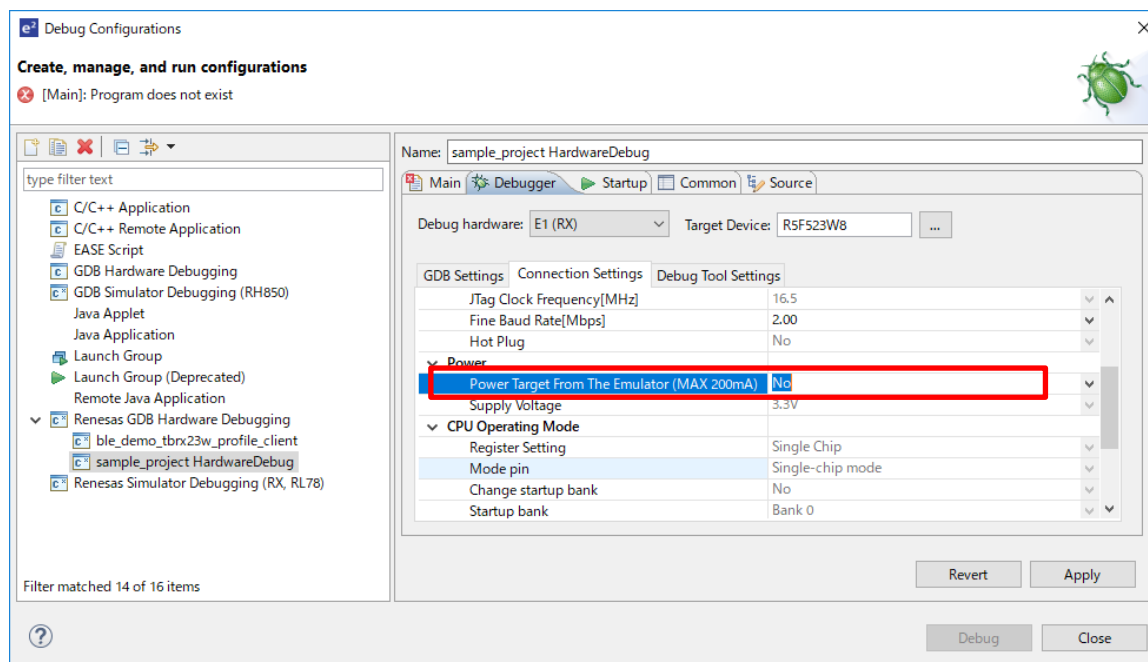 e² Debug Configurations
Create, manage, and run configurations
[Main]: Program does not exist
type filter text
C/C++ Application
C/C++ Remote Application
EASE Script
GDB Hardware Debugging
GDB Simulator Debugging (RH850)
Java Applet
Java Application
Launch Group
Launch Group (Deprecated)
Remote Java Application
Renesas GDB Hardware Debugging
ble_demo_tbrx23w_profile_client
sample_project HardwareDebug
Renesas Simulator Debugging (RX, RL78)
Filter matched 14 of 16 items
Name: sample_project HardwareDebug
Main Debugger Startup Common Source
Debug hardware: E1 (RX) Target Device: R5F523W8 ...
GDB Settings Connection Settings Debug Tool Settings
JTag Clock Frequency[MHz] 16.5
Fine Baud Rate[Mbps] 2.00
Hot Plug No
Power
Power Target From The Emulator (MAX 200mA) No
Supply Voltage 3.3V
CPU Operating Mode
Register Setting Single Chip
Mode pin Single-chip mode
Change startup bank No
Startup bank Bank 0
Revert Apply
? Debug Close